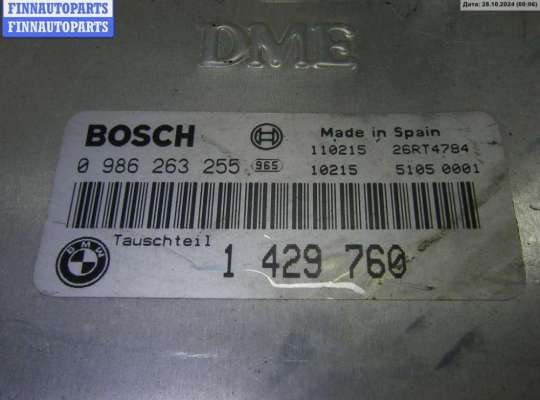 FINNAUTOPARTS
FINNAUTOPARTS
Дата: 28.10.2024 (00:06)
DME
BOSCH
Made in Spain
110215 26RT4784
0 986 263 255 965
10215 5105 0001
BMW
Tauschteil
1 429 760